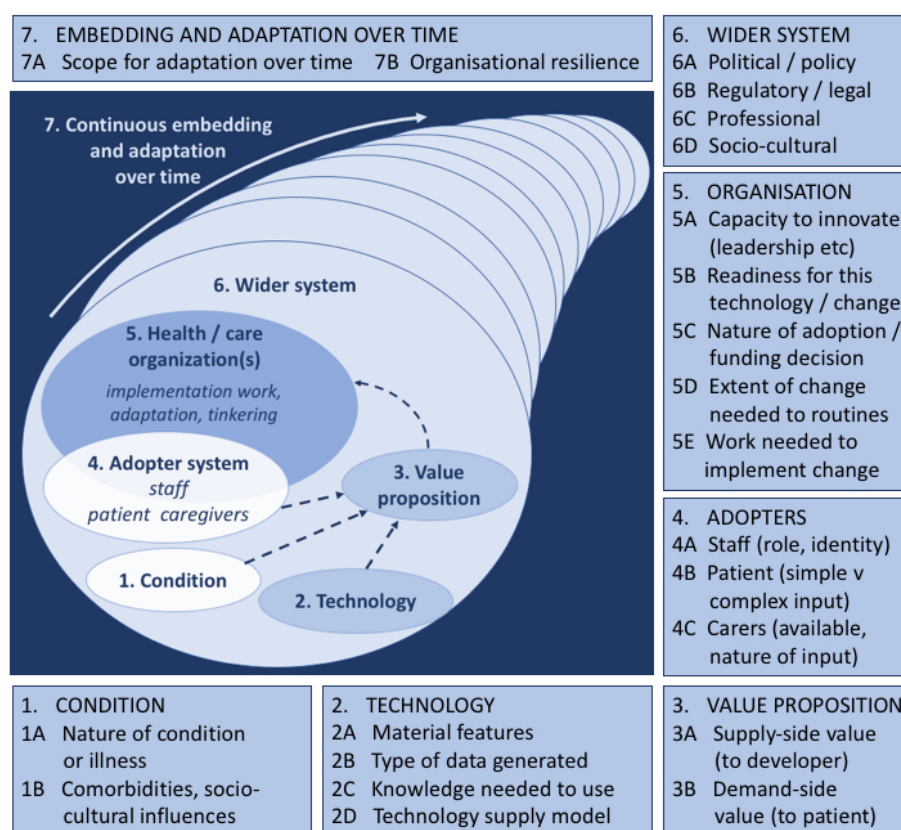 7. EMBEDDING AND ADAPTATION OVER TIME
7A Scope for adaptation over time 7B Organisational resilience
7. Continuous embedding
and adaptation
over time
6. Wider system
5. Health / care
organization(s)
implementation work,
adaptation, tinkering
4. Adopter system
staff
patient caregivers
3. Value
proposition
1. Condition
2. Technology
6. WIDER SYSTEM
6A Political / policy
6B Regulatory / legal
6C Professional
6D Socio-cultural
5. ORGANISATION
5A Capacity to innovate
(leadership etc)
5B Readiness for this
technology / change
5C Nature of adoption /
funding decision
5D Extent of change
needed to routines
5E Work needed to
implement change
4. ADOPTERS
4A Staff (role, identity)
4B Patient (simple v
complex input)
4C Carers (available,
nature of input)
1. CONDITION
1A Nature of condition
or illness
1B Comorbidities, socio-
cultural influences
2. TECHNOLOGY
2A Material features
2B Type of data generated
2C Knowledge needed to use
2D Technology supply model
3. VALUE PROPOSITION
3A Supply-side value
(to developer)
3B Demand-side
value (to patient)